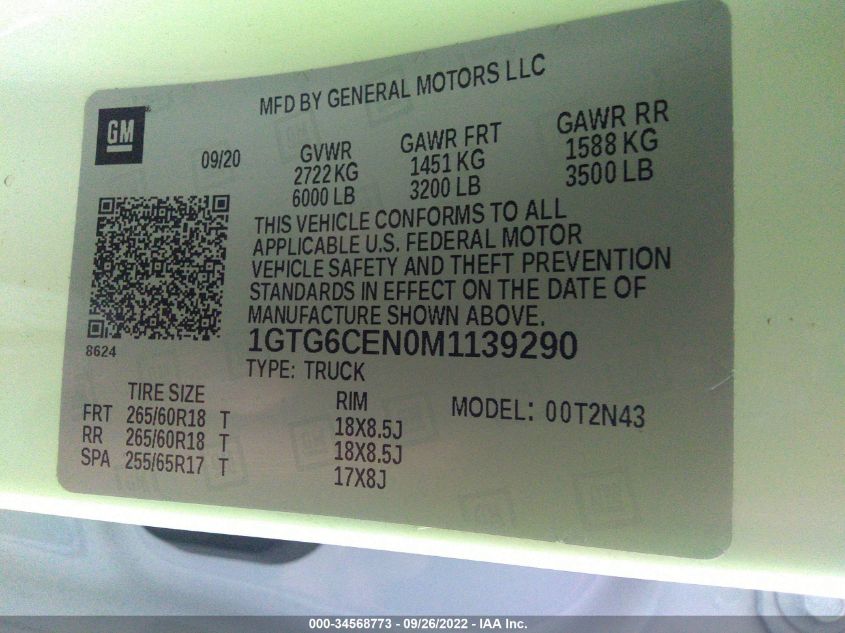 MFD BY GENERAL MOTORS LLC
GM
09/20
GVWR GAWR FRT GAWR RR
2722 KG 1451 KG 1588 KG
6000 LB 3200 LB 3500 LB
THIS VEHICLE CONFORMS TO ALL
APPLICABLE U.S. FEDERAL MOTOR
VEHICLE SAFETY AND THEFT PREVENTION
STANDARDS IN EFFECT ON THE DATE OF
MANUFACTURE SHOWN ABOVE.
8624
1GTG6CEN0M1139290
TYPE: TRUCK
TIRE SIZE RIM MODEL: 00T2N43
FRT 265/60R18 T 18X8.5J
RR 265/60R18 T 18X8.5J
SPA 255/65R17 T 17X8J
000-34568773 - 09/26/2022 - IAA Inc.